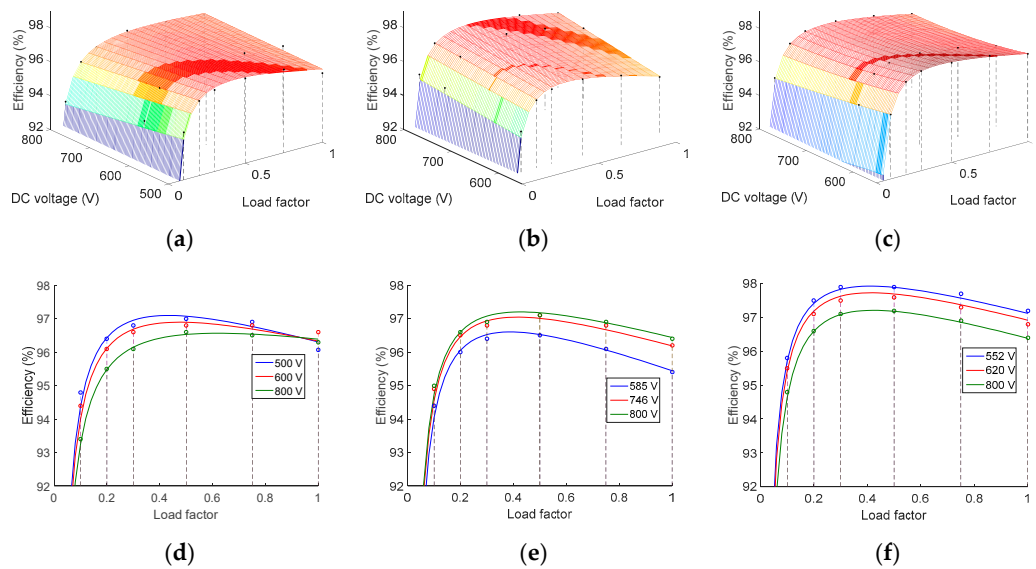 98
96
94
92
Efficiency (%)
800
700
600
500
DC voltage (V)
0
0.5
1
Load factor
(a)
98
96
94
92
Efficiency (%)
800
700
600
DC voltage (V)
0
0.5
1
Load factor
(b)
98
96
94
92
Efficiency (%)
800
700
600
DC voltage (V)
0
0.5
1
Load factor
(c)
98
97
96
95
94
93
92
Efficiency (%)
500 V
600 V
800 V
0
0.2
0.4
0.6
0.8
1
Load factor
(d)
98
97
96
95
94
93
92
Efficiency (%)
585 V
746 V
800 V
0
0.2
0.4
0.6
0.8
1
Load factor
(e)
98
97
96
95
94
93
92
Efficiency (%)
552 V
620 V
800 V
0
0.2
0.4
0.6
0.8
1
Load factor
(f)